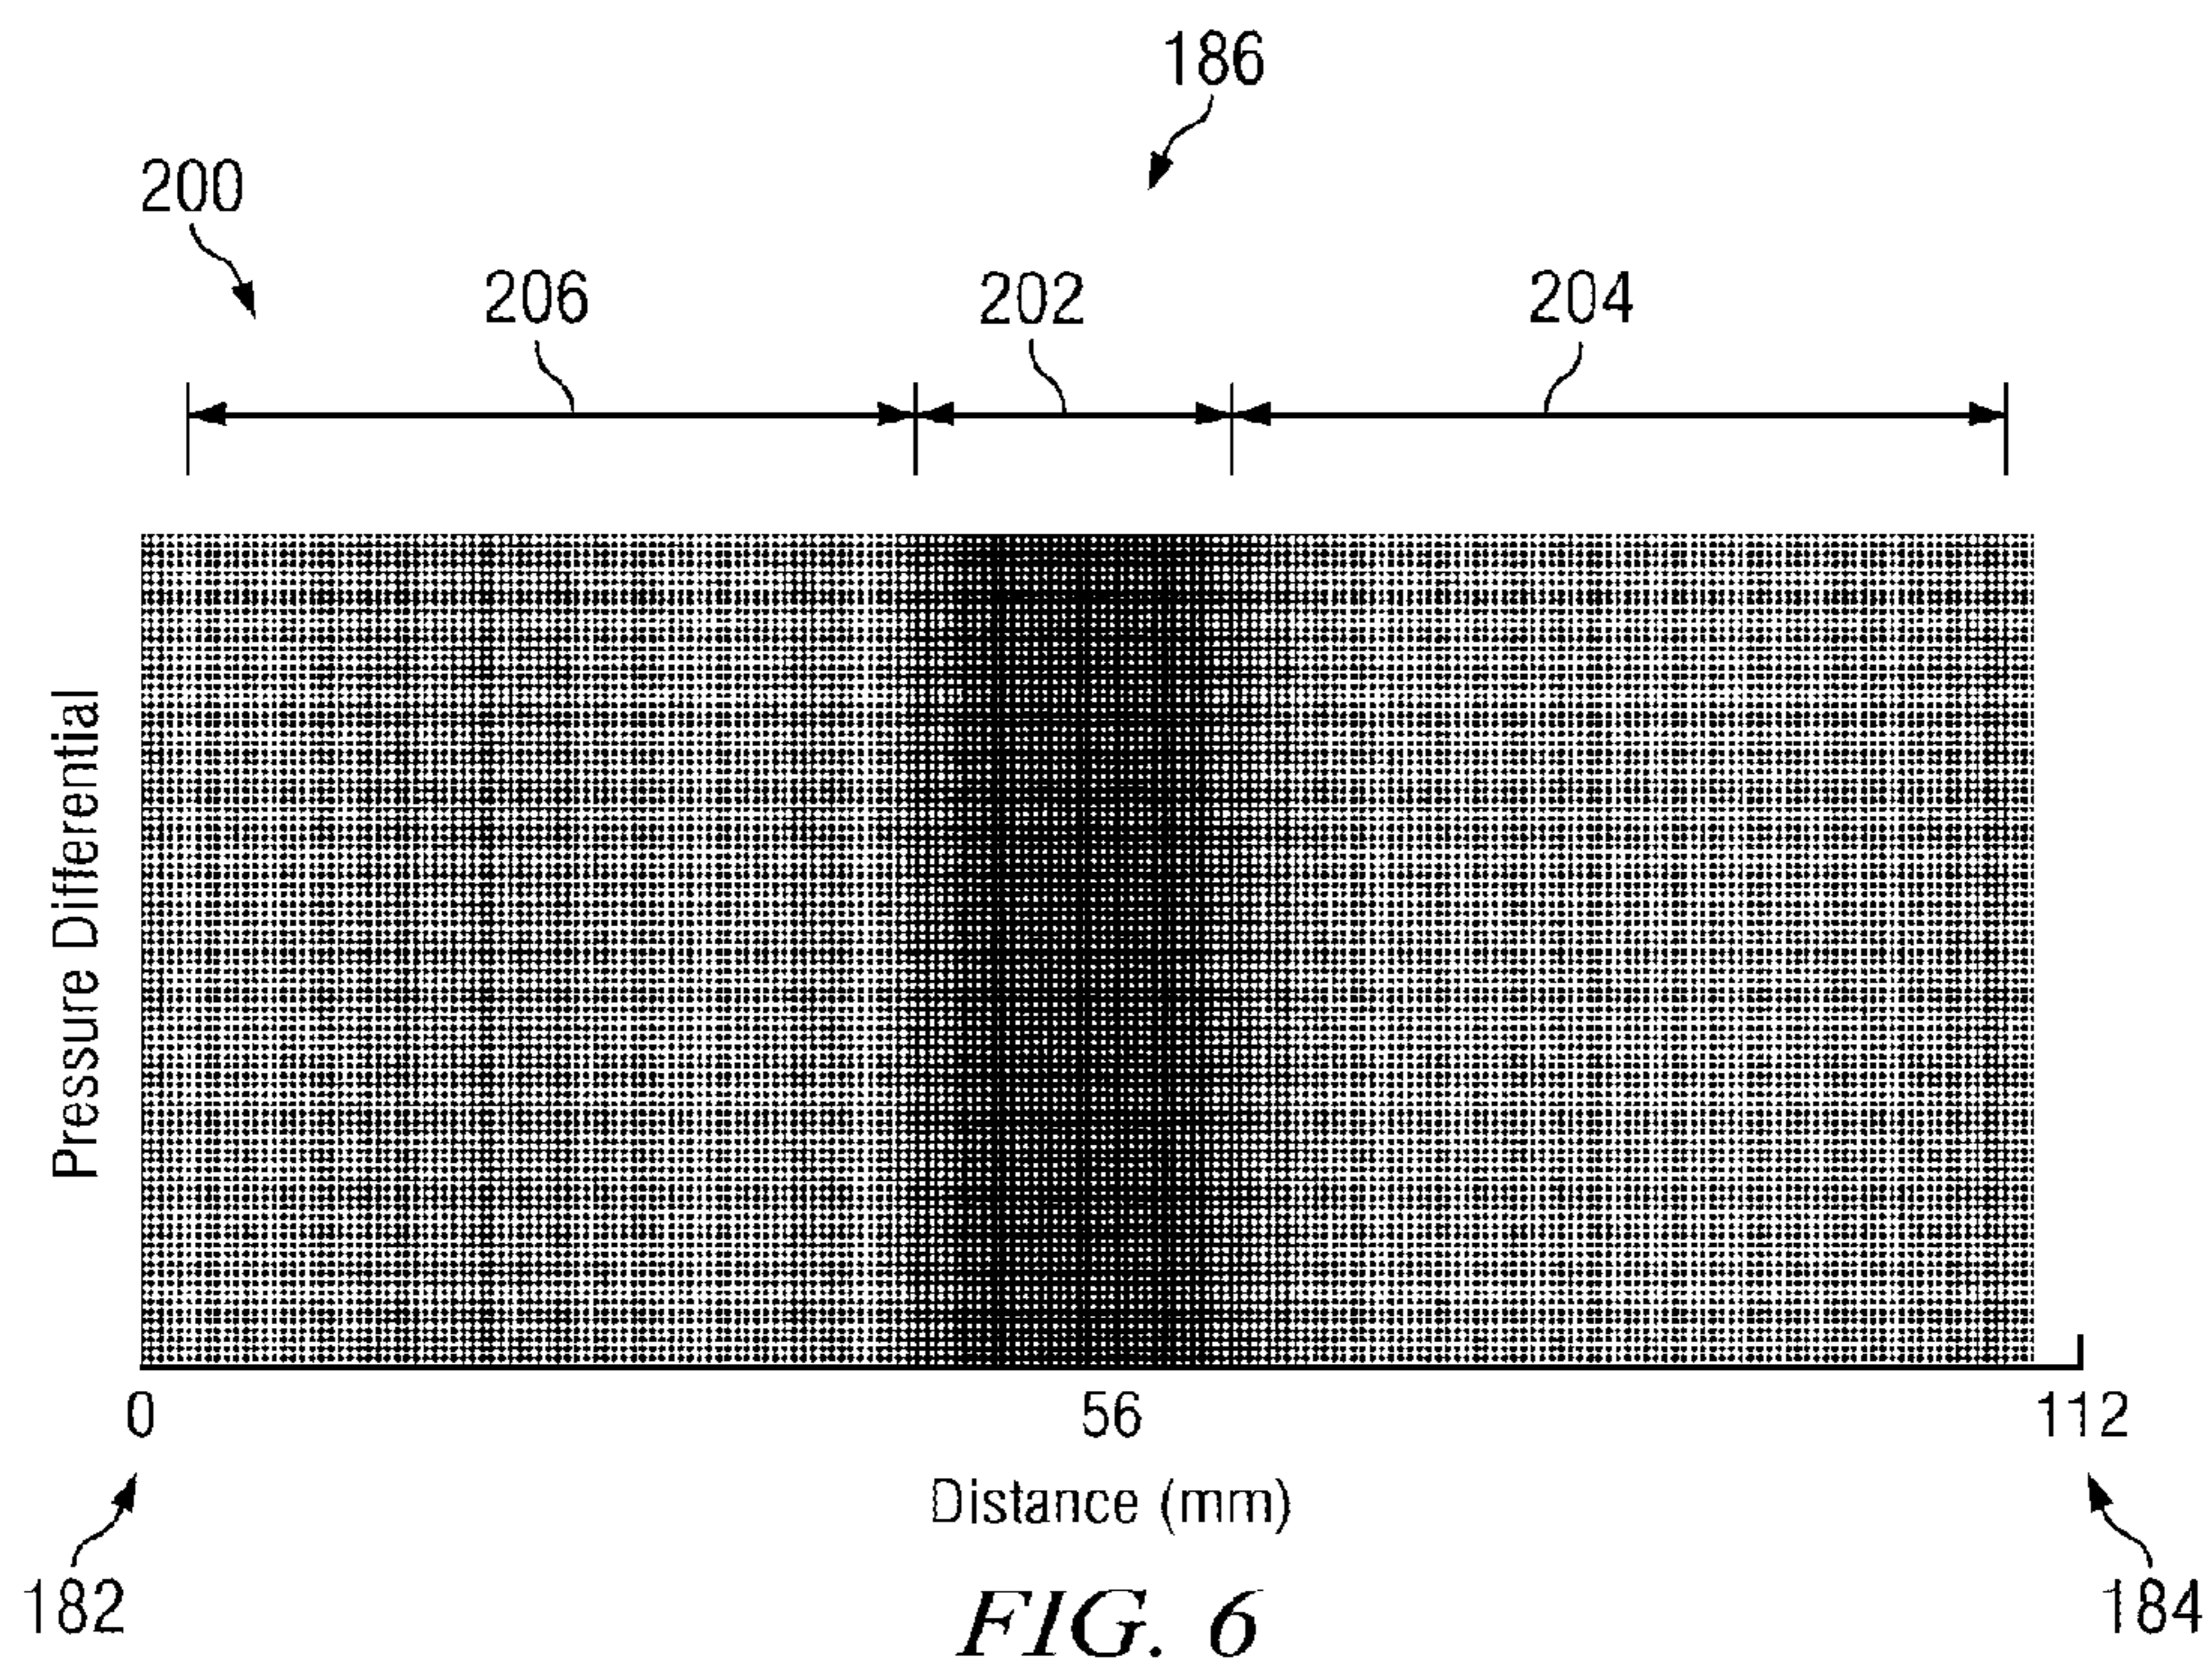 186
200
206 202 204
Pressure Differential
0 56 112
Distance (mm)
182 184
FIG. 6